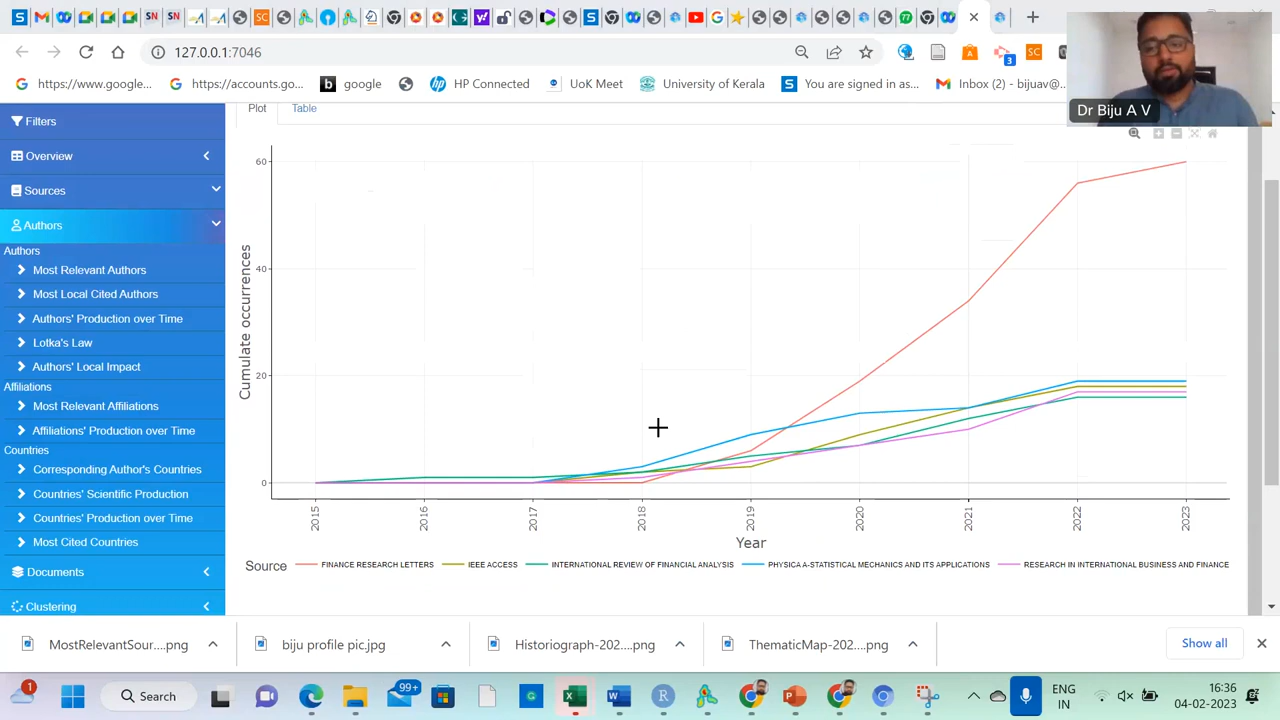 127.0.0.1:7046
https://www.google...
https://accounts.go...
google
HP Connected
UoK Meet
University of Kerala
You are signed in as...
Inbox (2) - bijuav@...
Dr Biju A V
Plot
Table
Filters
Overview
Sources
Authors
Authors
Most Relevant Authors
Most Local Cited Authors
Authors' Production over Time
Lotka's Law
Authors' Local Impact
Affiliations
Most Relevant Affiliations
Affiliations' Production over Time
Countries
Corresponding Author's Countries
Countries' Scientific Production
Countries' Production over Time
Most Cited Countries
Documents
Clustering
Cumulate occurrences
60
40
20
0
2015
2016
2017
2018
2019
2020
2021
2022
2023
Year
Source
FINANCE RESEARCH LETTERS
IEEE ACCESS
INTERNATIONAL REVIEW OF FINANCIAL ANALYSIS
PHYSICA A-STATISTICAL MECHANICS AND ITS APPLICATIONS
RESEARCH IN INTERNATIONAL BUSINESS AND FINANCE
MostRelevantSour....png
biju profile pic.jpg
Historiograph-202....png
ThematicMap-202....png
Show all
1
Search
99+
ENG
IN
16:36
04-02-2023